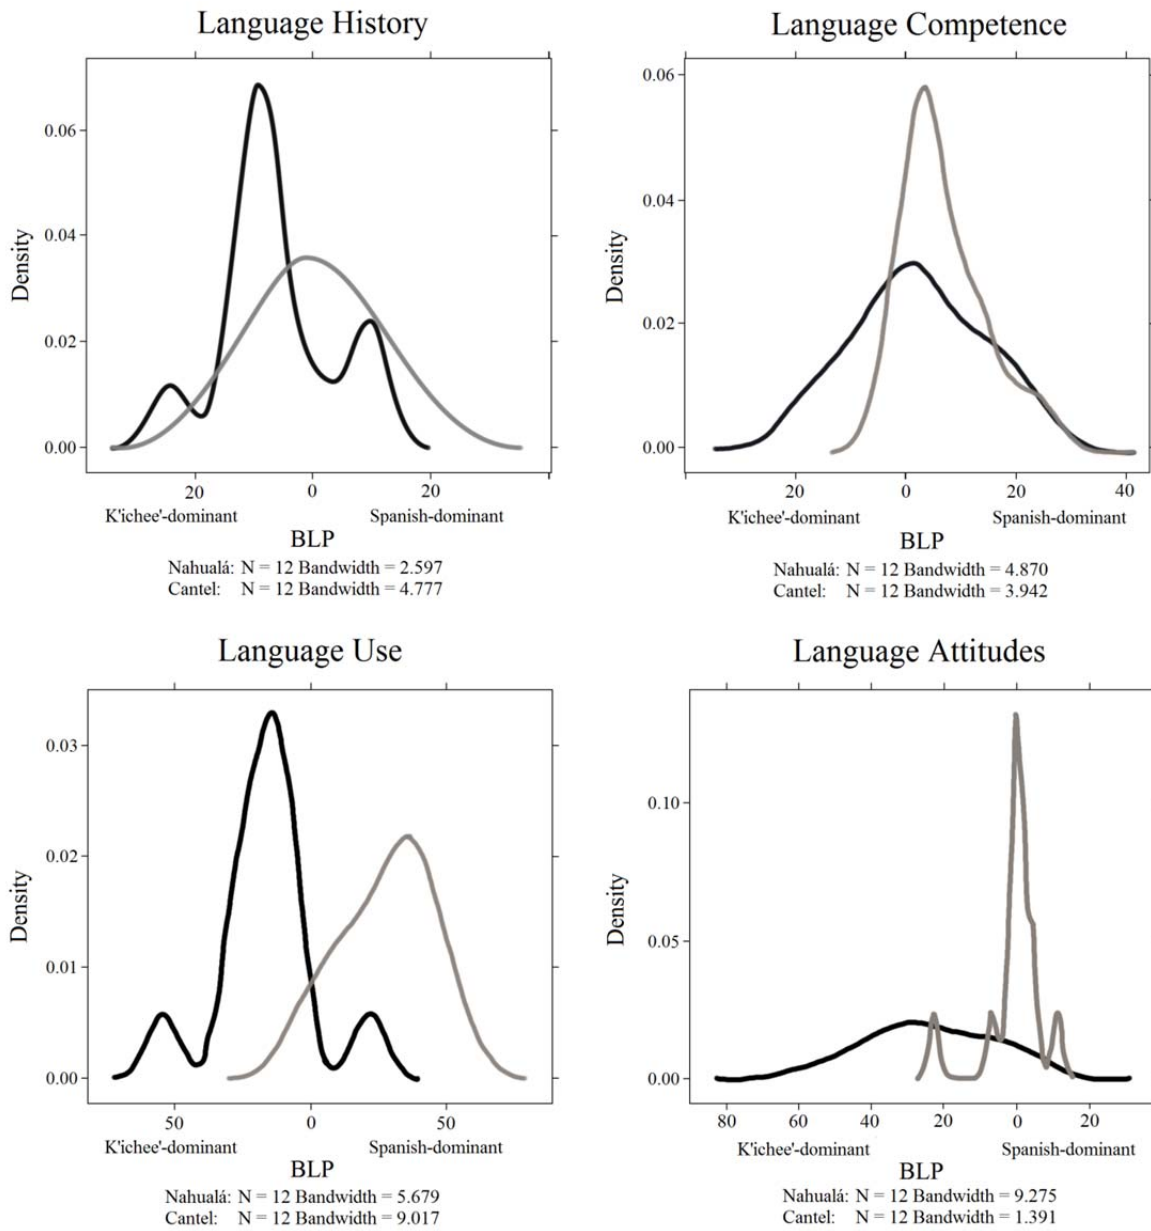 Language History
0.06
0.04
0.02
0.00
Density
20 0 20
K'ichee'-dominant Spanish-dominant
BLP
Nahualá: N = 12 Bandwidth = 2.597
Cantel: N = 12 Bandwidth = 4.777
Language Competence
0.06
0.04
0.02
0.00
Density
20 0 20 40
K'ichee'-dominant Spanish-dominant
BLP
Nahualá: N = 12 Bandwidth = 4.870
Cantel: N = 12 Bandwidth = 3.942
Language Use
0.03
0.02
0.01
0.00
Density
50 0 50
K'ichee'-dominant Spanish-dominant
BLP
Nahualá: N = 12 Bandwidth = 5.679
Cantel: N = 12 Bandwidth = 9.017
Language Attitudes
0.10
0.05
0.00
Density
80 60 40 20 0 20
K'ichee'-dominant Spanish-dominant
BLP
Nahualá: N = 12 Bandwidth = 9.275
Cantel: N = 12 Bandwidth = 1.391